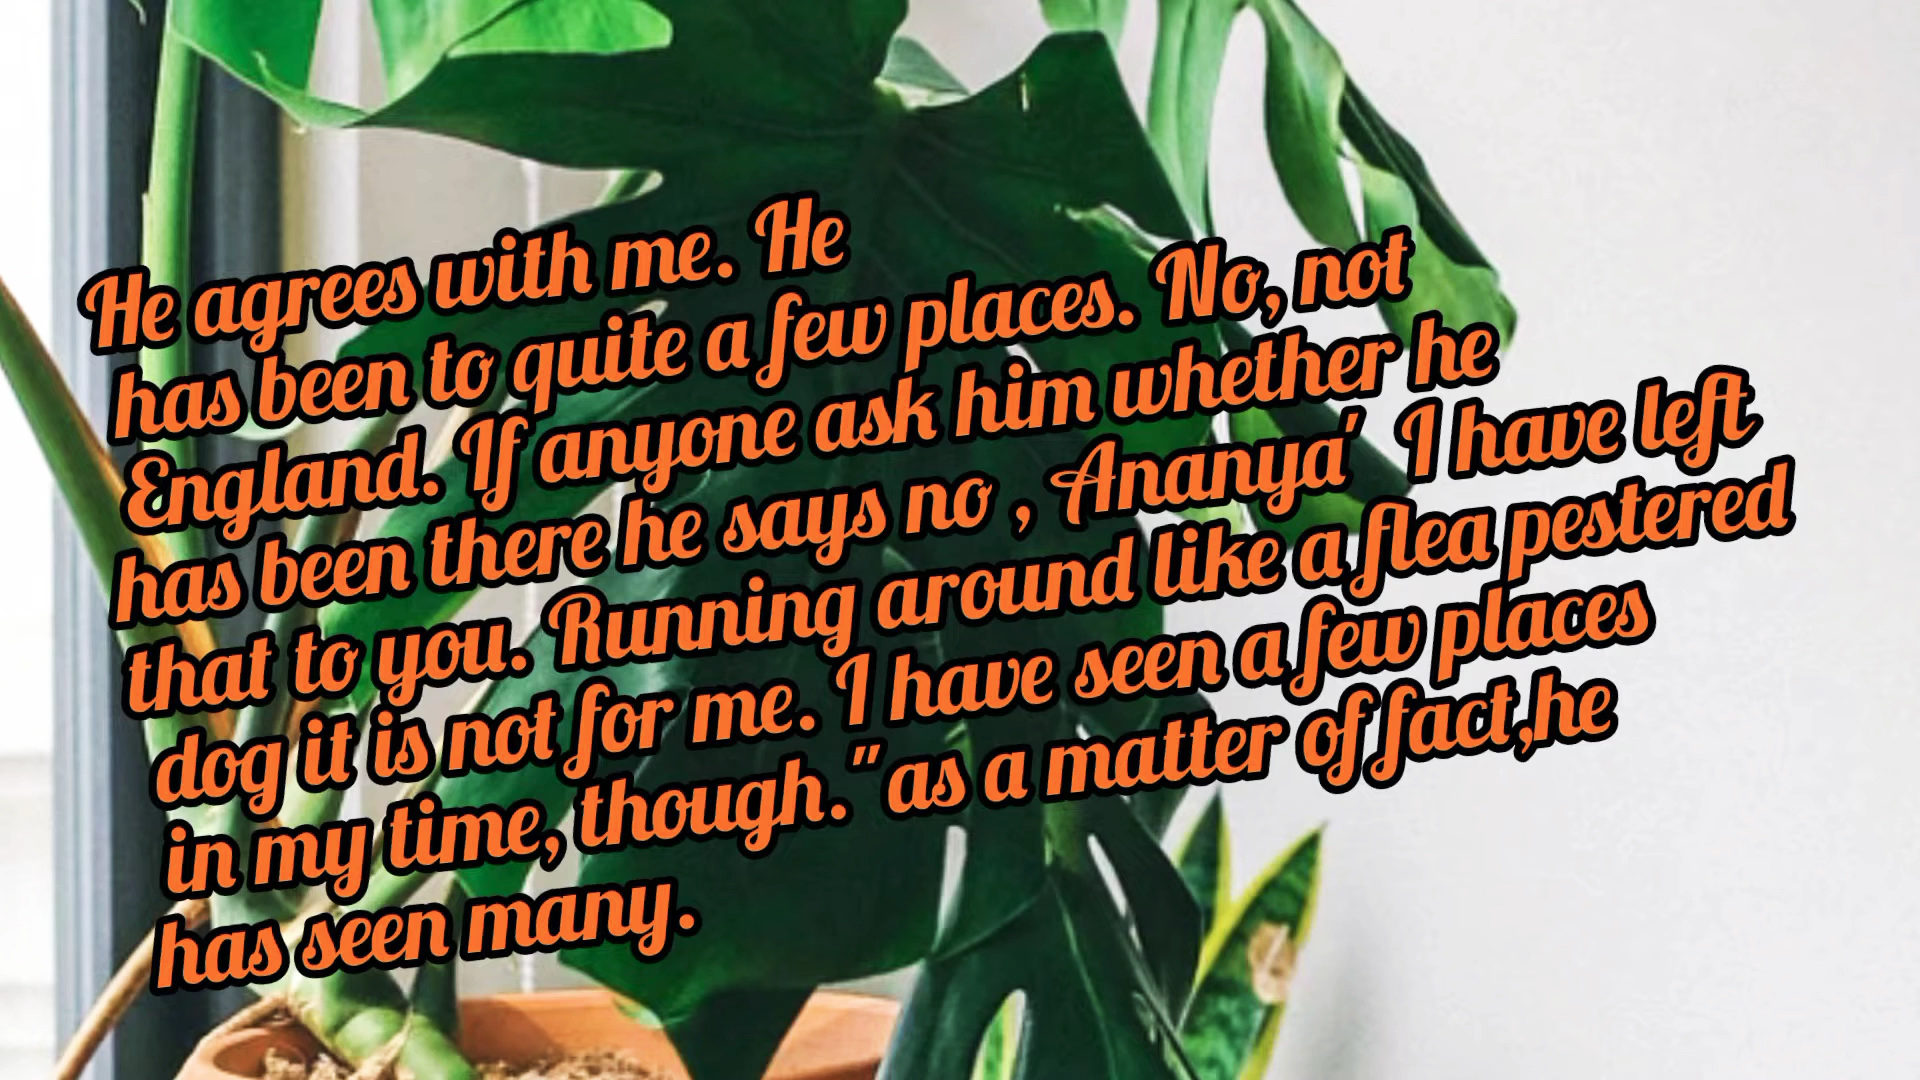 He agrees with me. He
has been to quite a few places. No, not
England. If anyone ask him whether he
has been there he says no , Ananya' I have left
that to you. Running around like a flea pestered
dog it is not for me. I have seen a few places
in my time, though."as a matter of fact,he
has seen many.